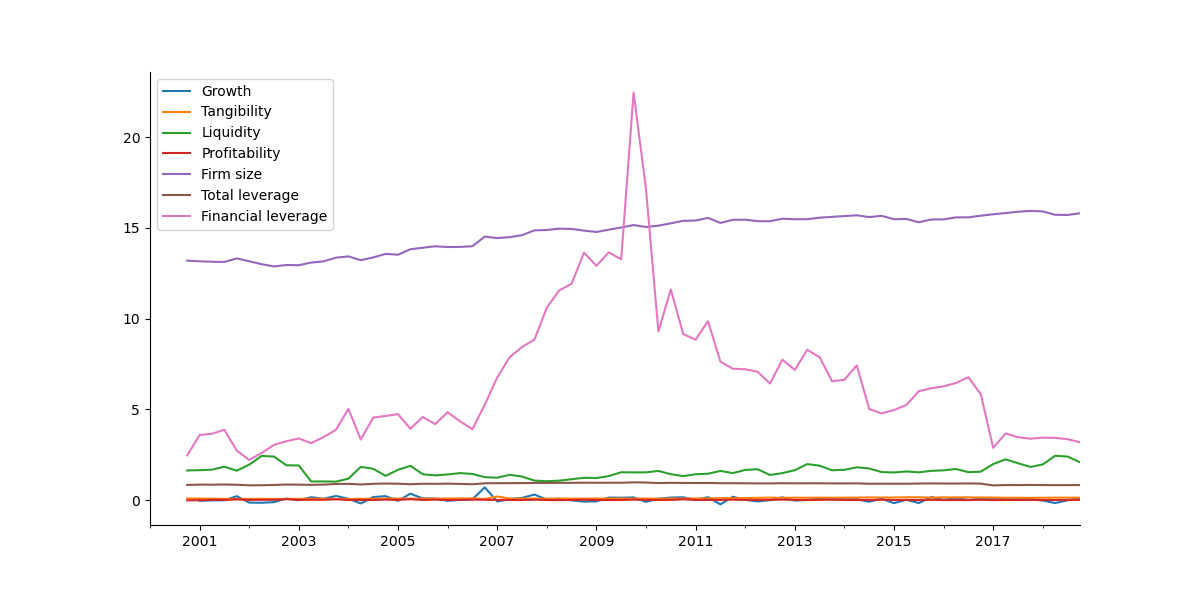 Growth
Tangibility
Liquidity
Profitability
Firm size
Total leverage
Financial leverage
20
15
10
5
0
2001 2003 2005 2007 2009 2011 2013 2015 2017